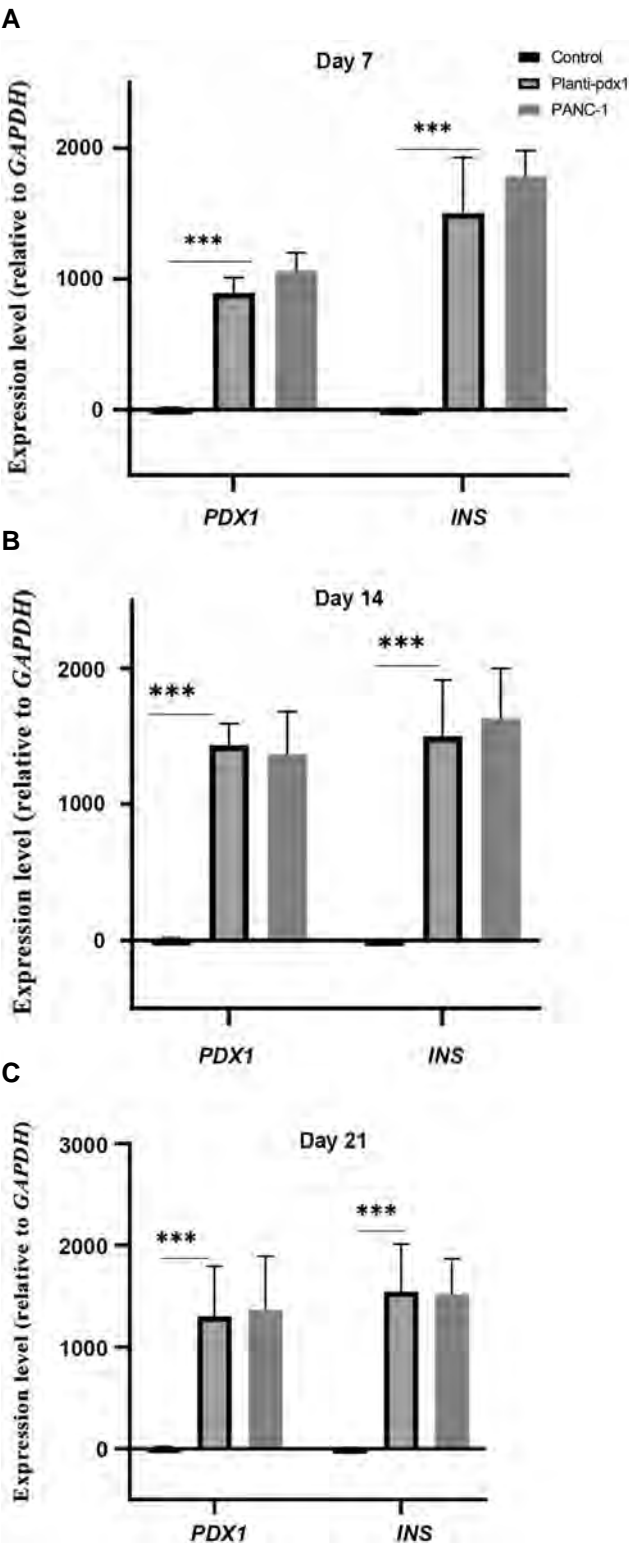 A
Day 7
Control
Planti-pdx1
PANC-1
Expression level (relative to GAPDH)
2000
1000
0
***
***
PDX1
INS
B
Day 14
Expression level (relative to GAPDH)
2000
1000
0
***
***
PDX1
INS
C
Day 21
Expression level (relative to GAPDH)
3000
2000
1000
0
***
***
PDX1
INS